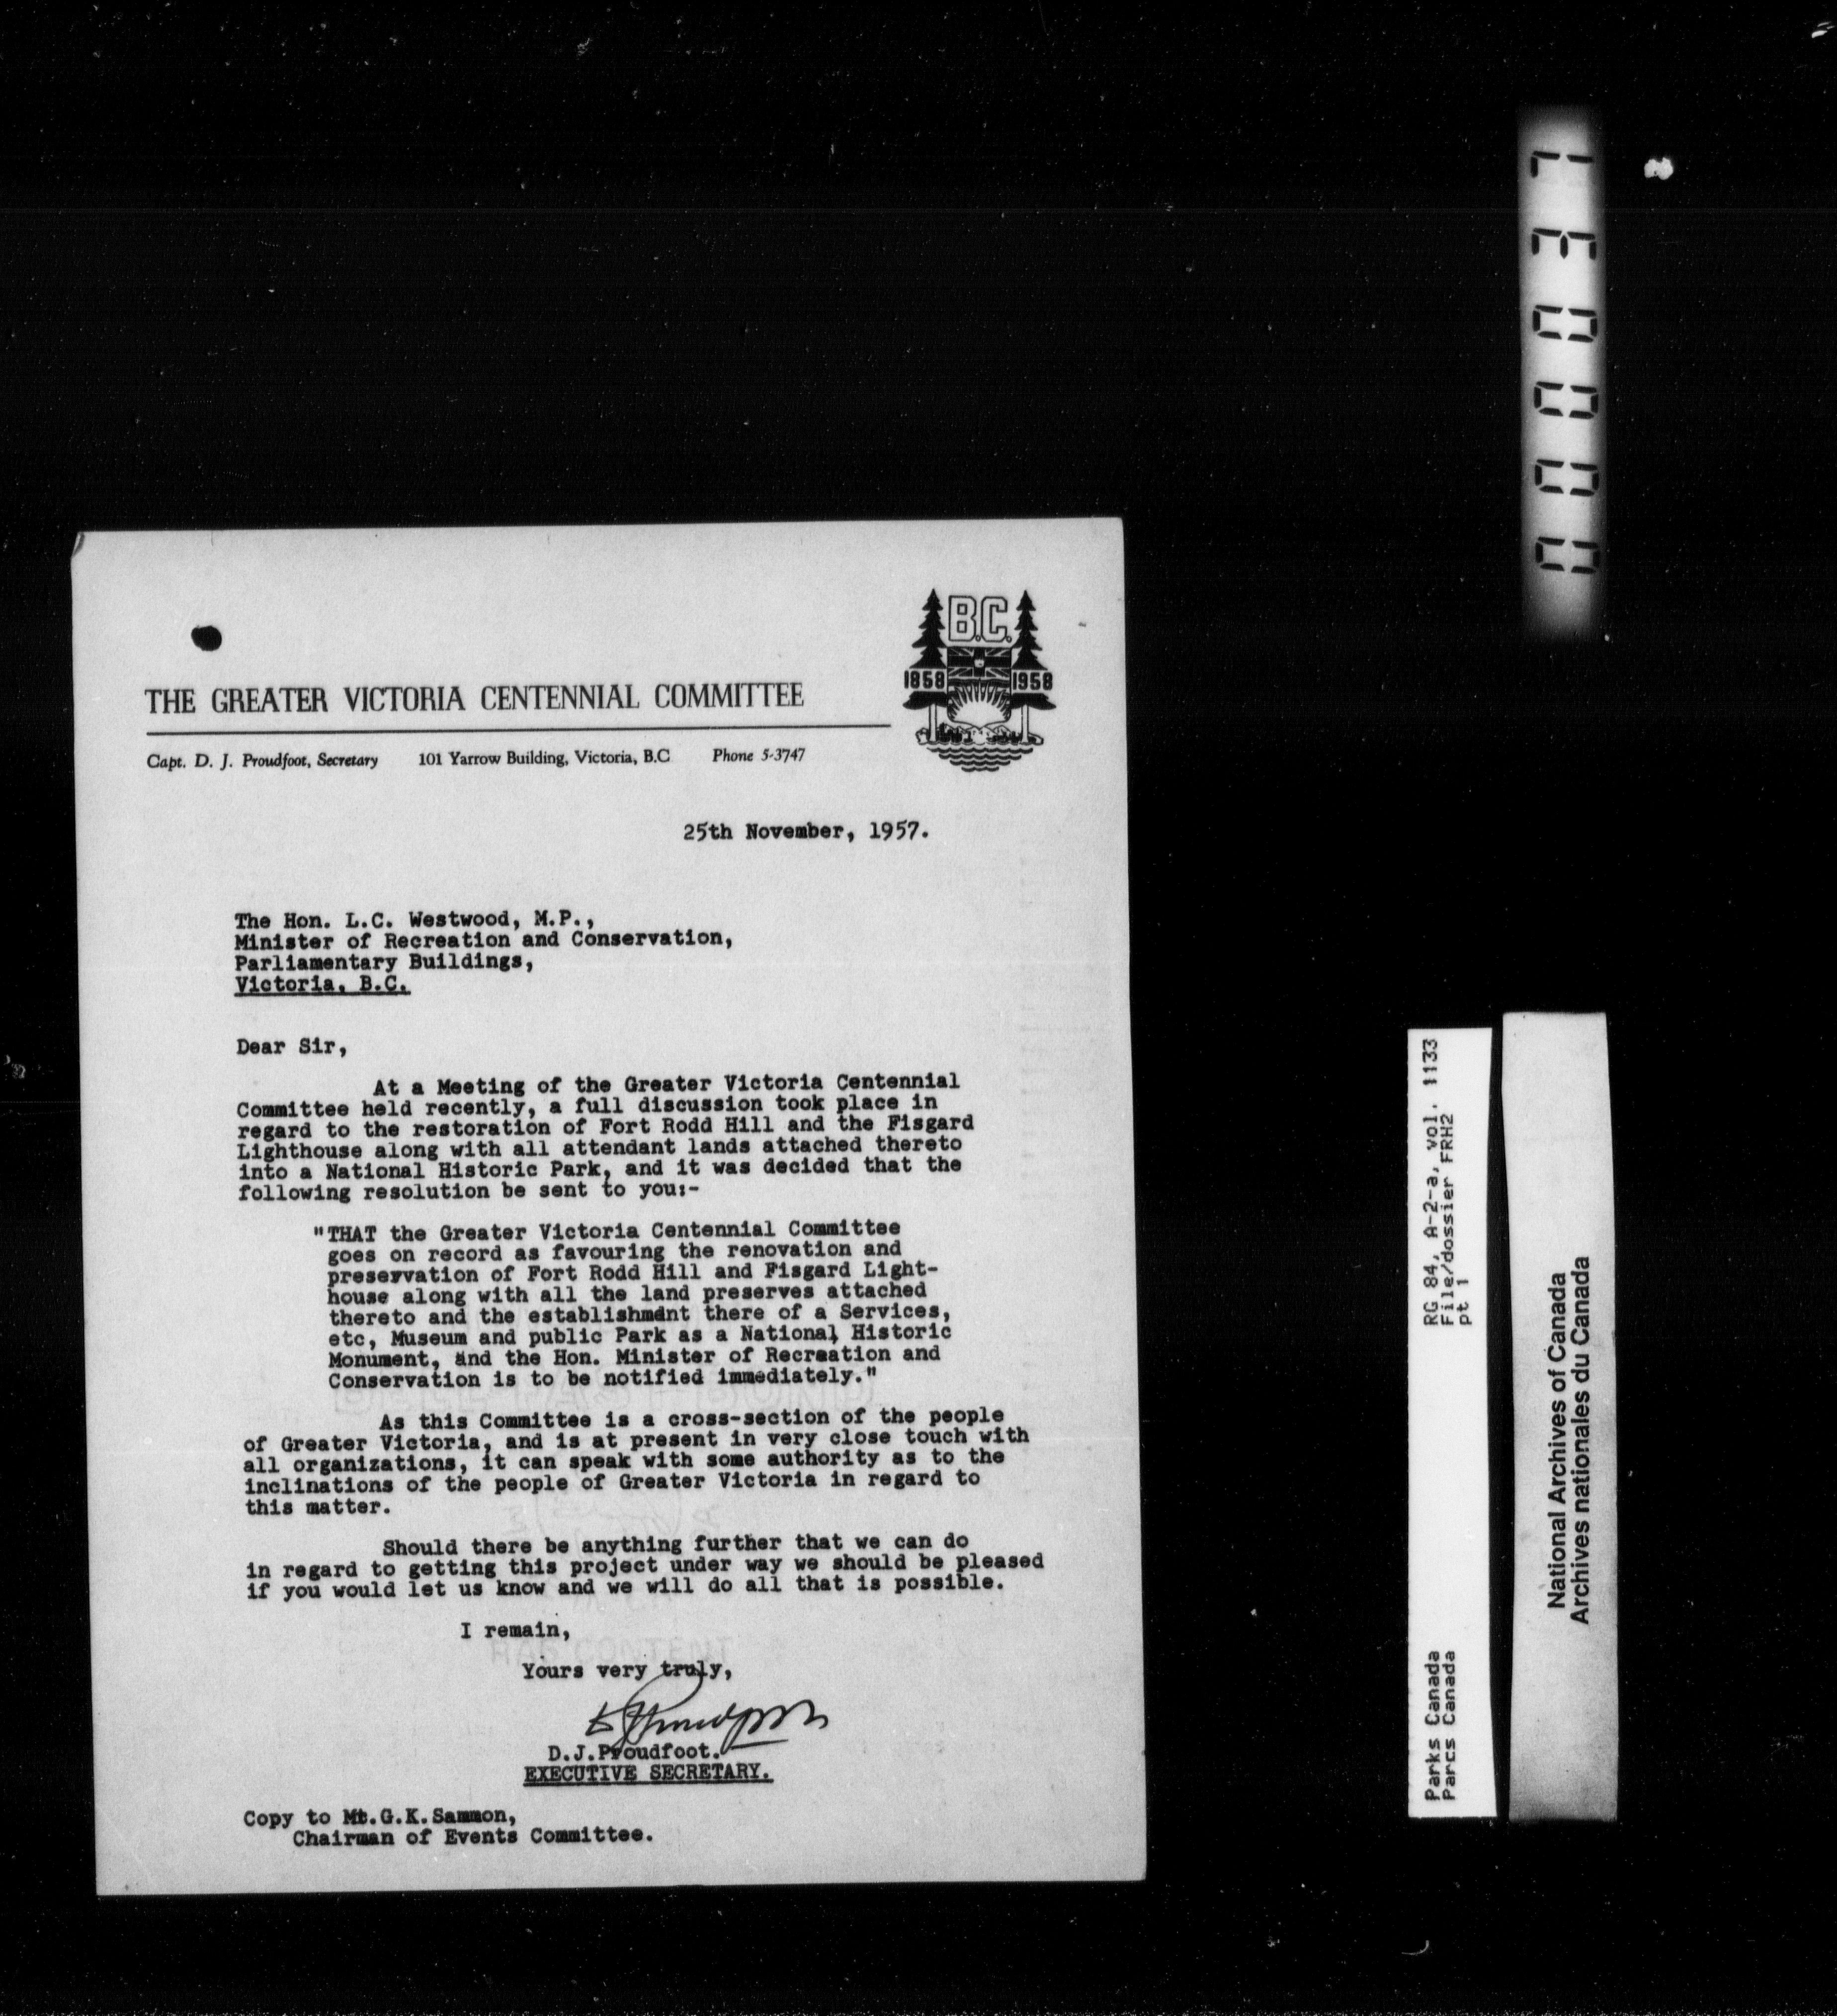 B.C.
1858 1958
THE GREATER VICTORIA CENTENNIAL COMMITTEE
Capt. D. J. Proudfoot, Secretary 101 Yarrow Building, Victoria, B.C Phone 5-3747
25th November, 1957.
The Hon. L.C. Westwood, M.P.,
Minister of Recreation and Conservation,
Parliamentary Buildings,
Victoria, B.C.
Dear Sir,
At a Meeting of the Greater Victoria Centennial
Committee held recently, a full discussion took place in
regard to the restoration of Fort Rodd Hill and the Fisgard
Lighthouse along with all attendant lands attached thereto
into a National Historic Park, and it was decided that the
following resolution be sent to you:-
"THAT the Greater Victoria Centennial Committee
goes on record as favouring the renovation and
preservation of Fort Rodd Hill and Fisgard Light-
house along with all the land preserves attached
thereto and the establishmant there of a Services,
etc, Museum and public Park as a National Historic
Monument, and the Hon. Minister of Recreation and
Conservation is to be notified immediately."
As this Committee is a cross-section of the people
of Greater Victoria, and is at present in very close touch with
all organizations, it can speak with some authority as to the
inclinations of the people of Greater Victoria in regard to
this matter.
Should there be anything further that we can do
in regard to getting this project under way we should be pleased
if you would let us know and we will do all that is possible.
I remain,
Yours very truly,
D.J.Proudfoot.
EXECUTIVE SECRETARY.
Copy to Mt.G.K.Sammon,
Chairman of Events Committee.
Parks Canada RG 84, A-2-a, vol. 1133
Parcs Canada File/dossier FRH2
pt 1
National Archives of Canada
Archives nationales du Canada